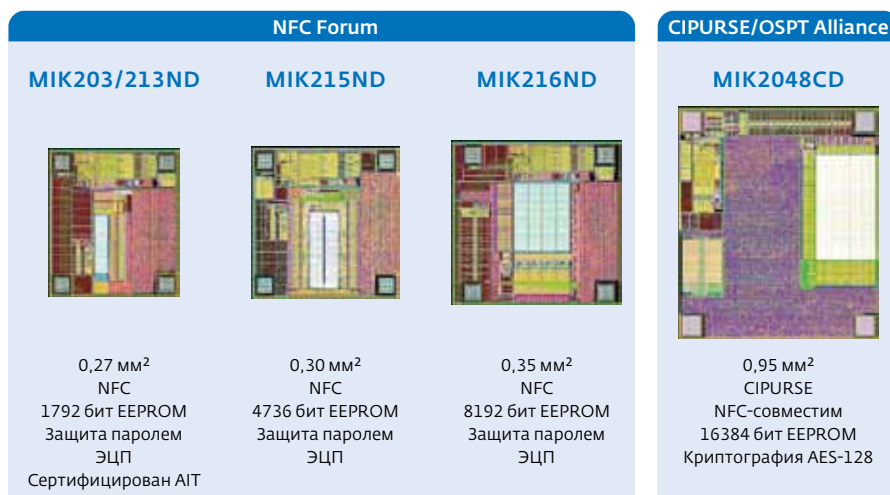 NFC Forum
MIK203/213ND
MIK215ND
MIK216ND
0,27 мм²
NFC
1792 бит EEPROM
Защита паролем
ЭЦП
Сертифицирован AIT
0,30 мм²
NFC
4736 бит EEPROM
Защита паролем
ЭЦП
0,35 мм²
NFC
8192 бит EEPROM
Защита паролем
ЭЦП
CIPURSE/OSPT Alliance
MIK2048CD
0,95 мм²
CIPURSE
NFC-совместим
16384 бит EEPROM
Криптография AES-128